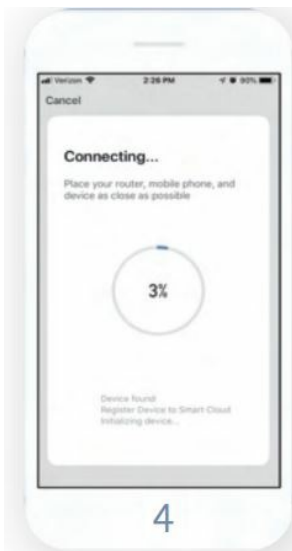 Verizon 2:26 PM 90%
Cancel
Connecting...
Place your router, mobile phone, and
device as close as possible
3%
Device found
Register Device to Smart Cloud
Initializing device...
4